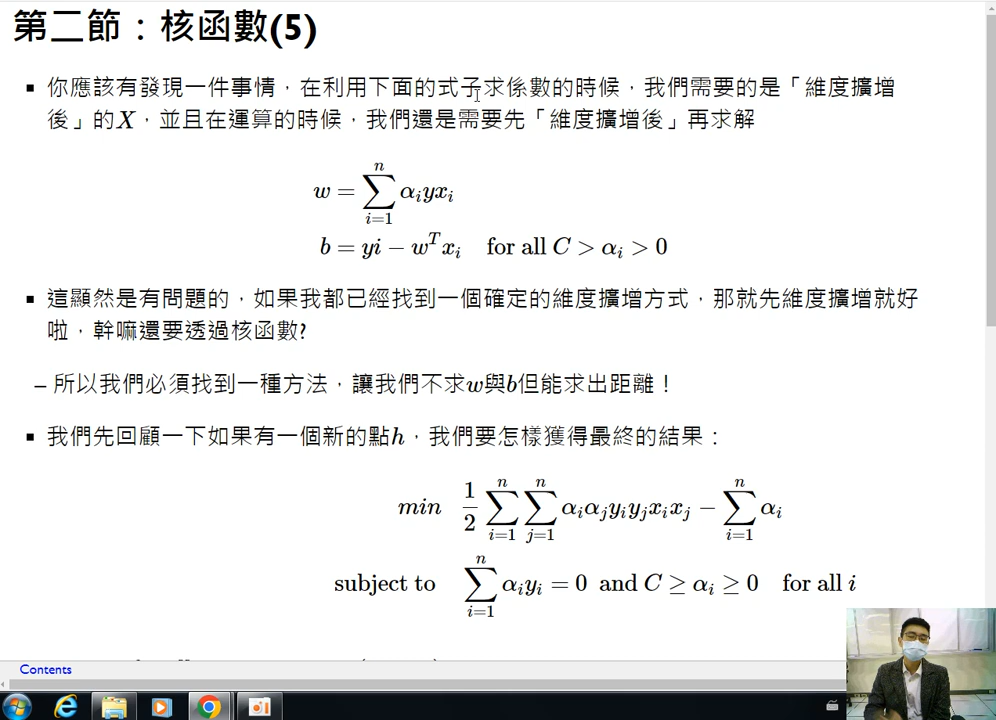 第二節：核函數(5)
▪ 你應該有發現一件事情，在利用下面的式子求係數的時候，我們需要的是「維度擴增
後」的X，並且在運算的時候，我們還是需要先「維度擴增後」再求解
w = ∑_{i=1}^{n} α_i y x_i
b = yi − w^T x_i for all C > α_i > 0
▪ 這顯然是有問題的，如果我都已經找到一個確定的維度擴增方式，那就先維度擴增就好
啦，幹嘛還要透過核函數?
– 所以我們必須找到一種方法，讓我們不求w與b但能求出距離！
▪ 我們先回顧一下如果有一個新的點h，我們要怎樣獲得最終的結果：
min 1/2 ∑_{i=1}^{n} ∑_{j=1}^{n} α_i α_j y_i y_j x_i x_j − ∑_{i=1}^{n} α_i
subject to ∑_{i=1}^{n} α_i y_i = 0 and C ≥ α_i ≥ 0 for all i
Contents